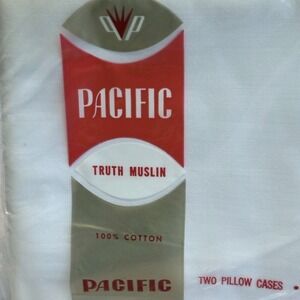 PACIFIC
TRUTH MUSLIN
100% COTTON
PACIFIC
TWO PILLOW CASES •